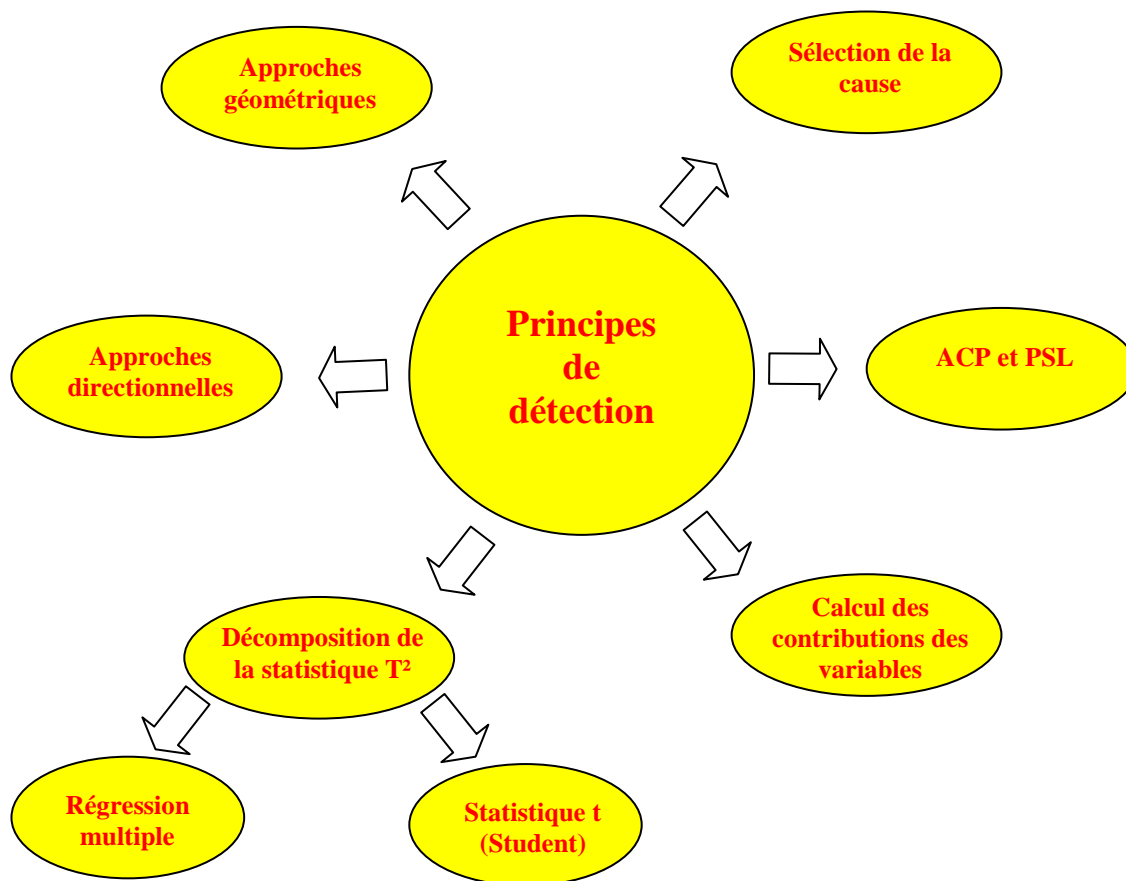 Approches
géométriques
Sélection de la
cause
Principes
de
détection
Approches
directionnelles
ACP et PSL
Décomposition de
la statistique T²
Calcul des
contributions des
variables
Régression
multiple
Statistique t
(Student)